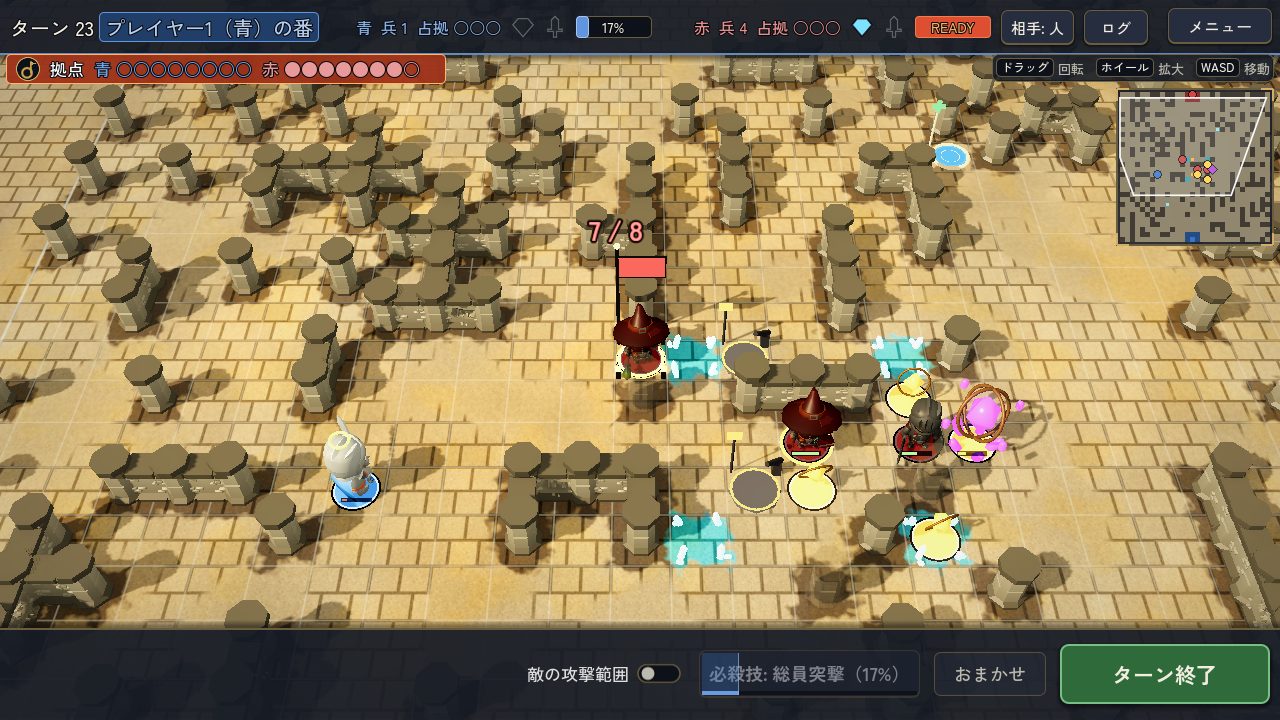 ターン 23 プレイヤー1（青）の番 青 兵 1 占拠 17% 赤 兵 4 占拠 READY 相手: 人 ログ メニュー
拠点 青 赤 ドラッグ 回転 ホイール 拡大 WASD 移動
7 / 8
敵の攻撃範囲 必殺技: 総員突撃（17%） おまかせ ターン終了